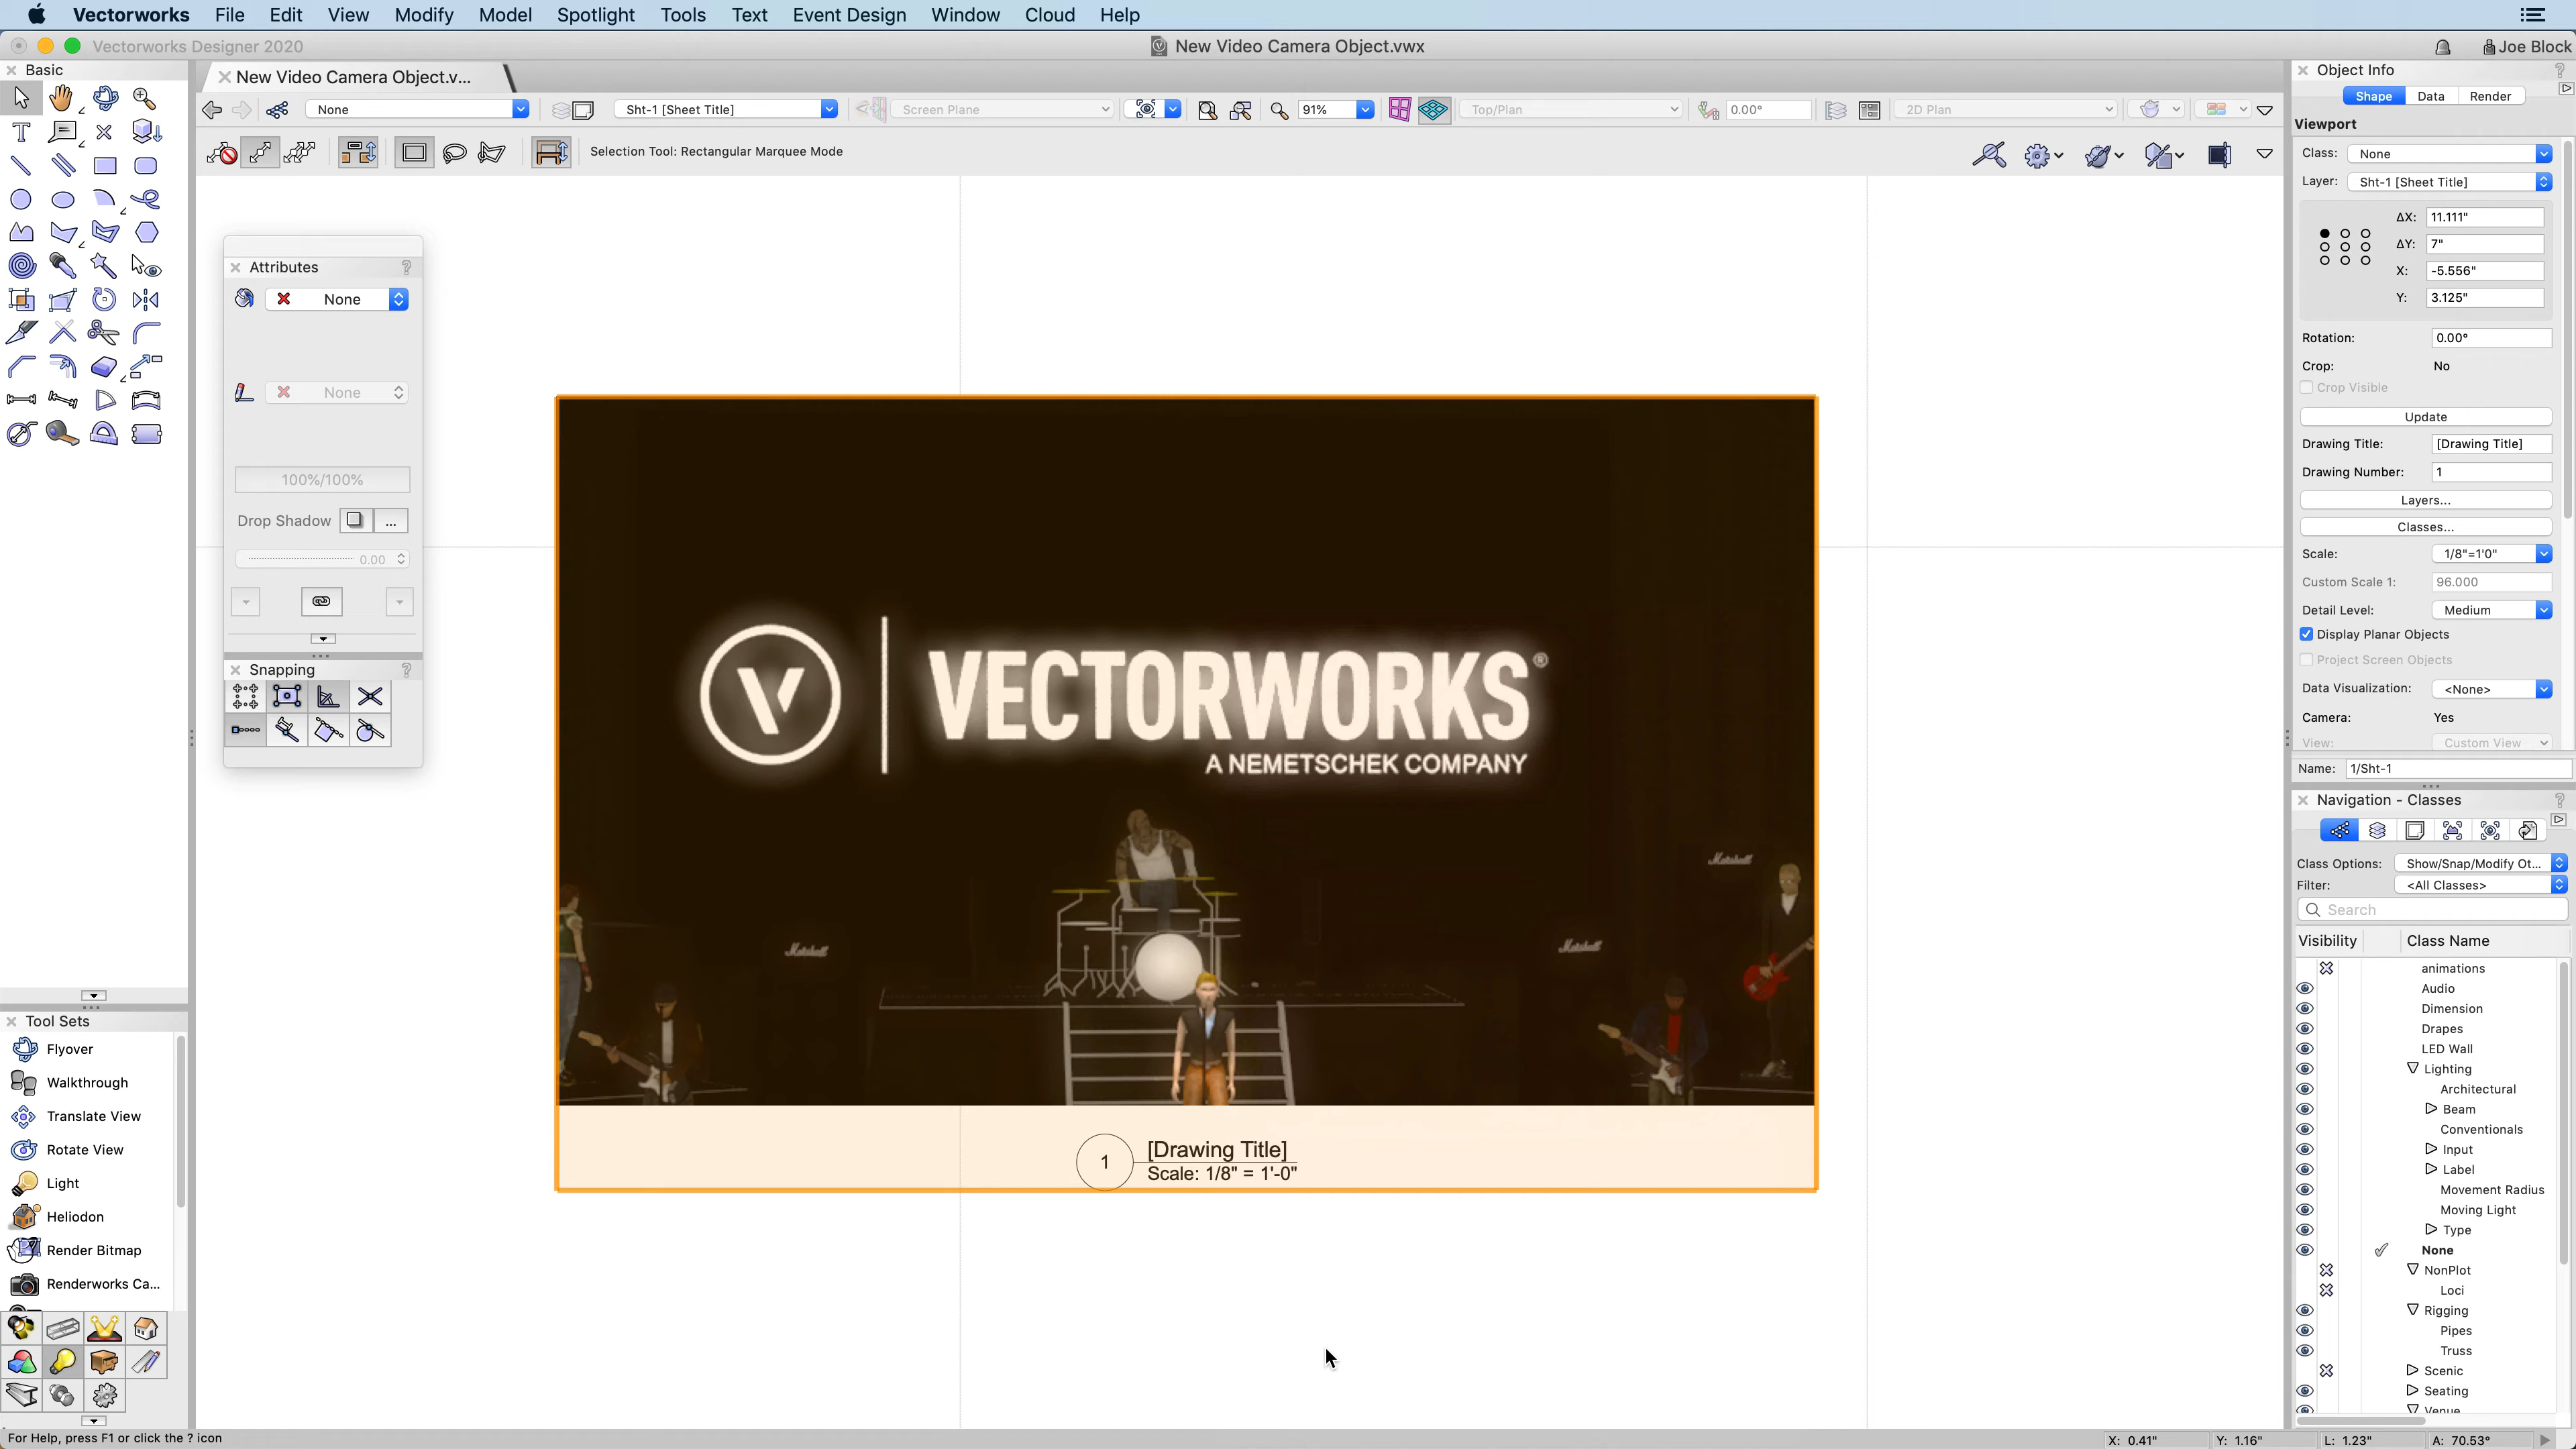 Vectorworks File Edit View Modify Model Spotlight Tools Text Event Design Window Cloud Help
Vectorworks Designer 2020
New Video Camera Object.vwx
Joe Block
Basic
New Video Camera Object.v...
None
Sht-1 [Sheet Title]
Screen Plane
91%
Top/Plan
0.00°
2D Plan
Selection Tool: Rectangular Marquee Mode
Attributes ?
None
None
100%/100%
Drop Shadow ...
0.00
Snapping ?
V VECTORWORKS®
A NEMETSCHEK COMPANY
Marshall
Marshall
Marshall
1 [Drawing Title]
Scale: 1/8" = 1'-0"
Tool Sets
Flyover
Walkthrough
Translate View
Rotate View
Light
Heliodon
Render Bitmap
Renderworks Ca...
For Help, press F1 or click the ? icon
Object Info ?
Shape Data Render
Viewport
Class: None
Layer: Sht-1 [Sheet Title]
ΔX: 11.111"
ΔY: 7"
X: -5.556"
Y: 3.125"
Rotation: 0.00°
Crop: No
Crop Visible
Update
Drawing Title: [Drawing Title]
Drawing Number: 1
Layers...
Classes...
Scale: 1/8"=1'0"
Custom Scale 1: 96.000
Detail Level: Medium
Display Planar Objects
Project Screen Objects
Data Visualization: <None>
Camera: Yes
View: Custom View
Name: 1/Sht-1
Navigation - Classes ?
Class Options: Show/Snap/Modify Ot...
Filter: <All Classes>
Search
Visibility Class Name
animations
Audio
Dimension
Drapes
LED Wall
Lighting
Architectural
Beam
Conventionals
Input
Label
Movement Radius
Moving Light
Type
None
NonPlot
Loci
Rigging
Pipes
Truss
Scenic
Seating
Venue
X: 0.41" Y: 1.16" L: 1.23" A: 70.53°